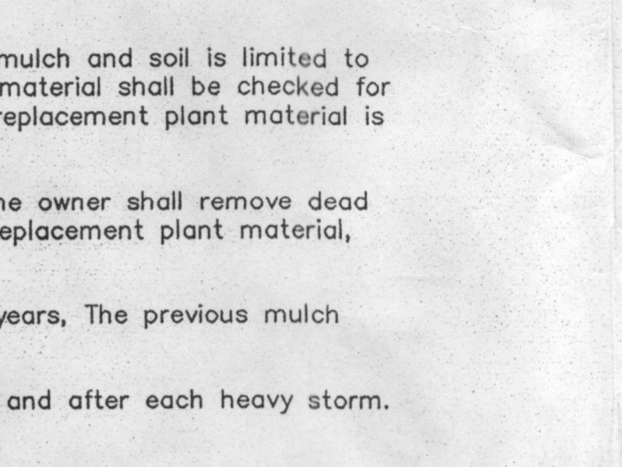 mulch and soil is limited to
material shall be checked for
replacement plant material is
owner shall remove dead
replacement plant material,
years, The previous mulch
and after each heavy storm.